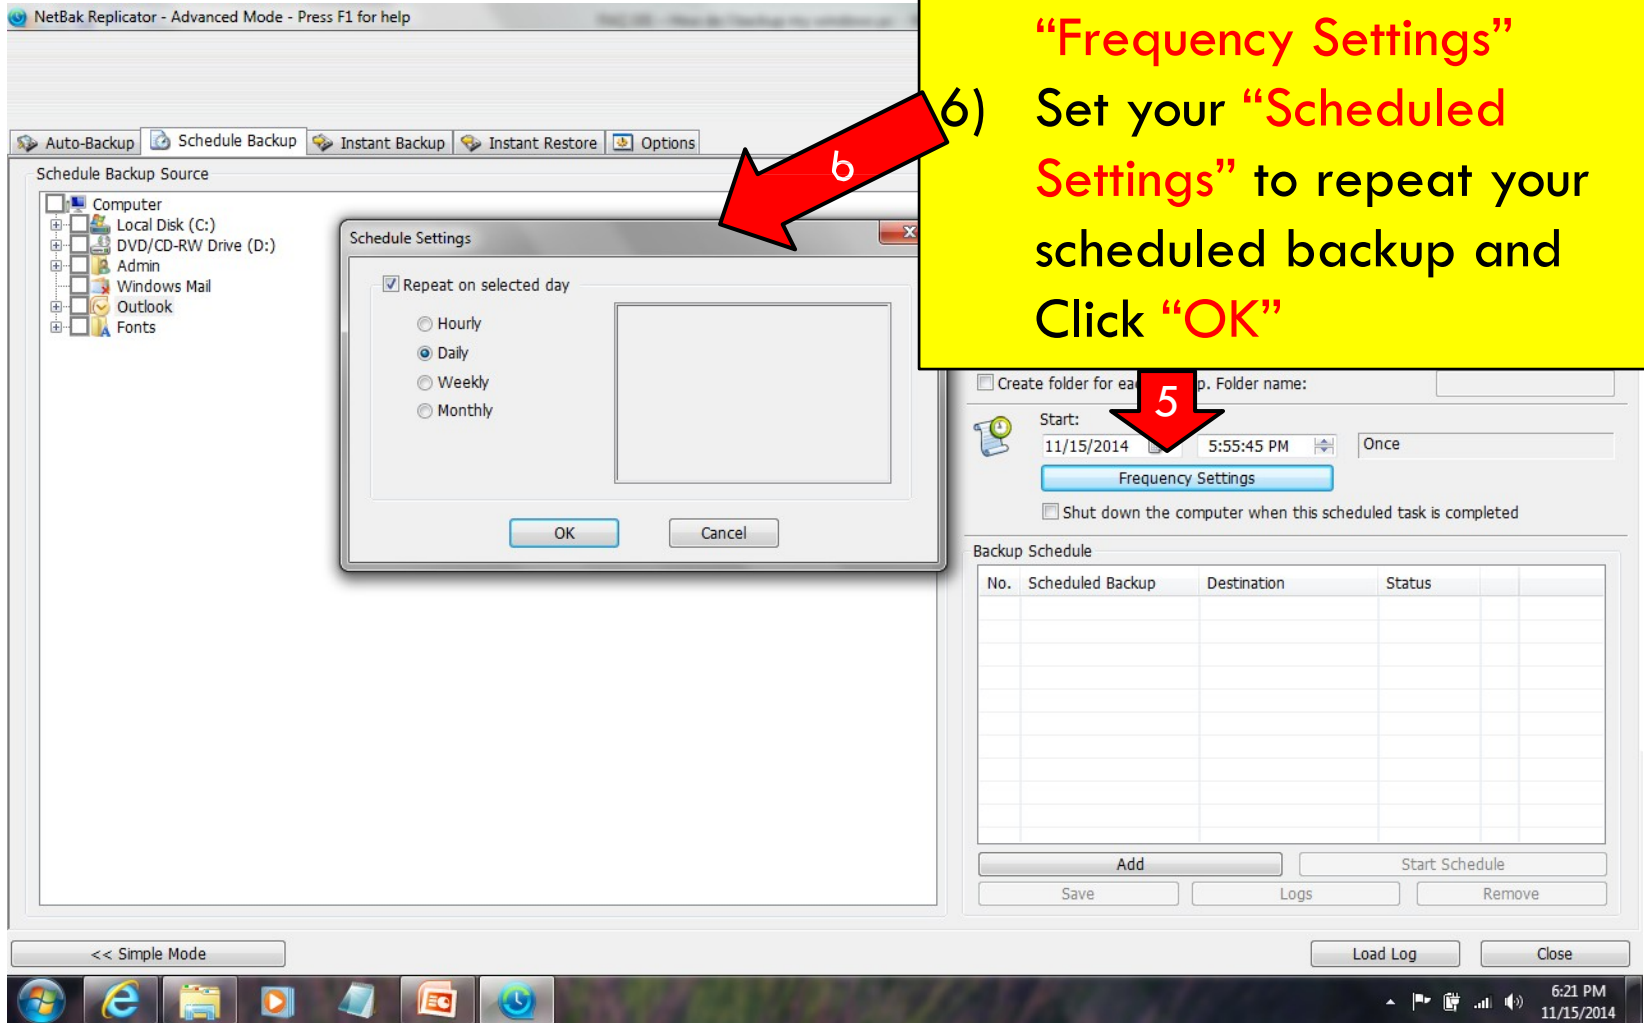 NetBak Replicator - Advanced Mode - Press F1 for help
“Frequency Settings”
6) Set your “Scheduled
Settings” to repeat your
scheduled backup and
Click “OK”
6
Auto-Backup Schedule Backup Instant Backup Instant Restore Options
Schedule Backup Source
Computer
Local Disk (C:)
DVD/CD-RW Drive (D:)
Admin
Windows Mail
Outlook
Fonts
Schedule Settings
Repeat on selected day
Hourly
Daily
Weekly
Monthly
OK Cancel
Create folder for p. Folder name:
5
Start:
11/15/2014 5:55:45 PM Once
Frequency Settings
Shut down the computer when this scheduled task is completed
Backup Schedule
No. Scheduled Backup Destination Status
Add Start Schedule
Save Logs Remove
<< Simple Mode Load Log Close
6:21 PM
11/15/2014